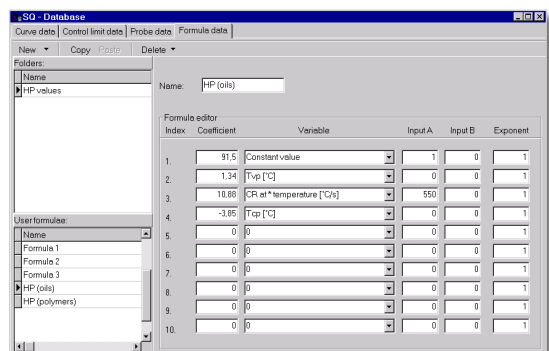 SQ - Database
Curve data Control limit data Probe data Formula data
New Copy Paste Delete
Folders:
Name
HP values
Name: HP (oils)
Formula editor
Index Coefficient Variable Input A Input B Exponent
1. 91,5 Constant value 1 0 1
2. 1,34 Tvp [°C] 0 0 1
3. 10,88 CR at * temperature [°C/s] 550 0 1
4. -3,85 Tcp [°C] 0 0 1
5. 0 0 0 0 1
6. 0 0 0 0 1
7. 0 0 0 0 1
8. 0 0 0 0 1
9. 0 0 0 0 1
10. 0 0 0 0 1
User formulae:
Name
Formula 1
Formula 2
Formula 3
HP (oils)
HP (polymers)